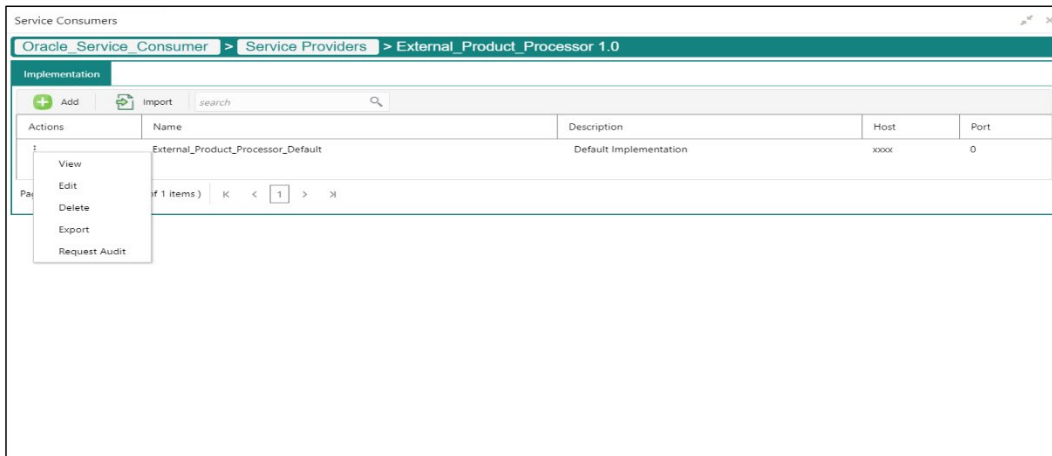 Service Consumers
Oracle_Service_Consumer > Service Providers > External_Product_Processor 1.0
Implementation
Add Import search
Actions Name Description Host Port
External_Product_Processor_Default Default Implementation xxxx 0
View
Edit
Delete
Export
Request Audit
of 1 items ) K < 1 > >|